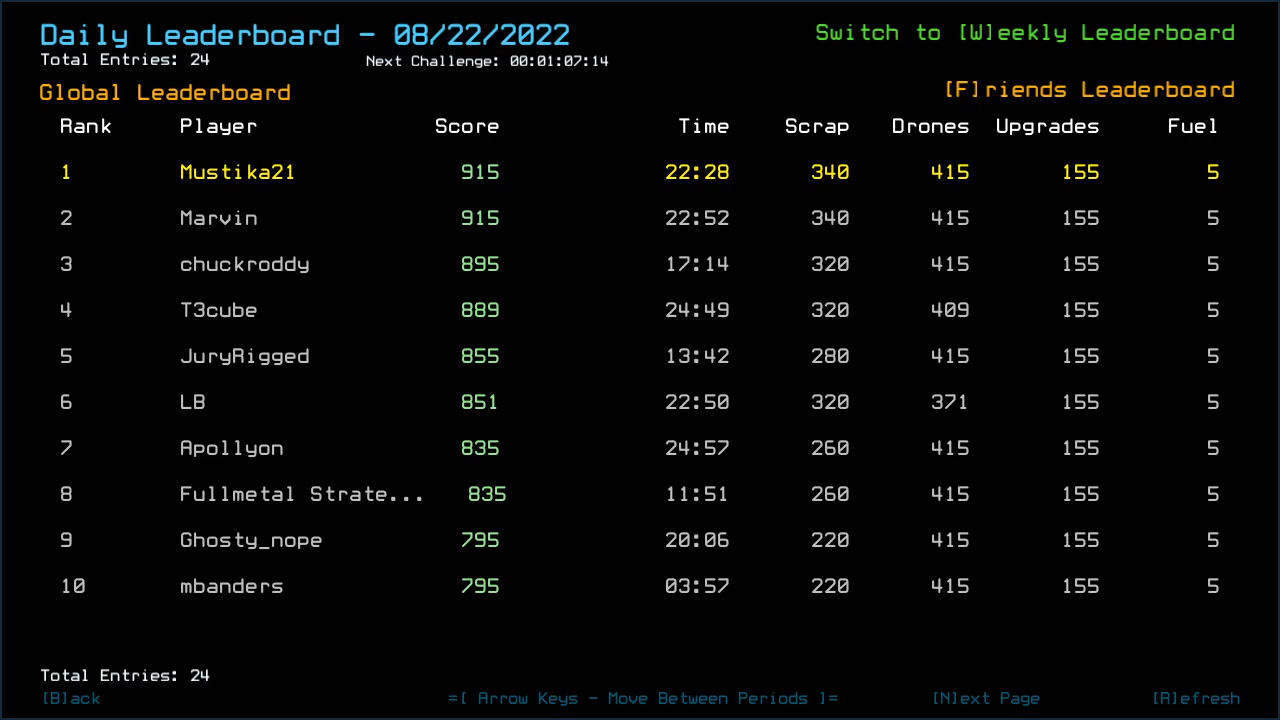 Daily Leaderboard - 08/22/2022 Switch to [W]eekly Leaderboard
Total Entries: 24 Next Challenge: 00:01:07:14
Global Leaderboard [F]riends Leaderboard
Rank Player Score Time Scrap Drones Upgrades Fuel
1 Mustika21 915 22:28 340 415 155 5
2 Marvin 915 22:52 340 415 155 5
3 chuckroddy 895 17:14 320 415 155 5
4 T3cube 889 24:49 320 409 155 5
5 JuryRigged 855 13:42 280 415 155 5
6 LB 851 22:50 320 371 155 5
7 Apollyon 835 24:57 260 415 155 5
8 Fullmetal Strate... 835 11:51 260 415 155 5
9 Ghosty_nope 795 20:06 220 415 155 5
10 mbanders 795 03:57 220 415 155 5
Total Entries: 24
[B]ack =[ Arrow Keys - Move Between Periods ]= [N]ext Page [R]efresh